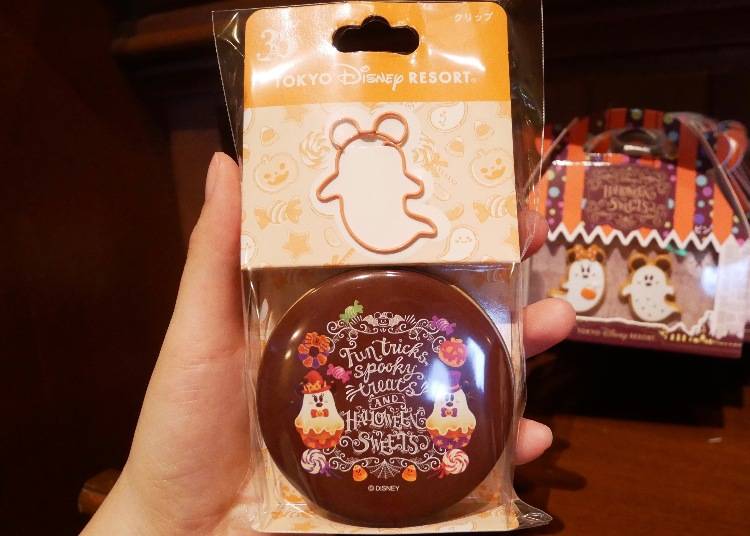 35
クリップ
TOKYO Disney RESORT
Fun tricks,
spooky
treats
AND
HALLOWEEN
SWEETS
©DISNEY
HALLOWEEN
SWEETS
TOKYO DISNEY RESORT